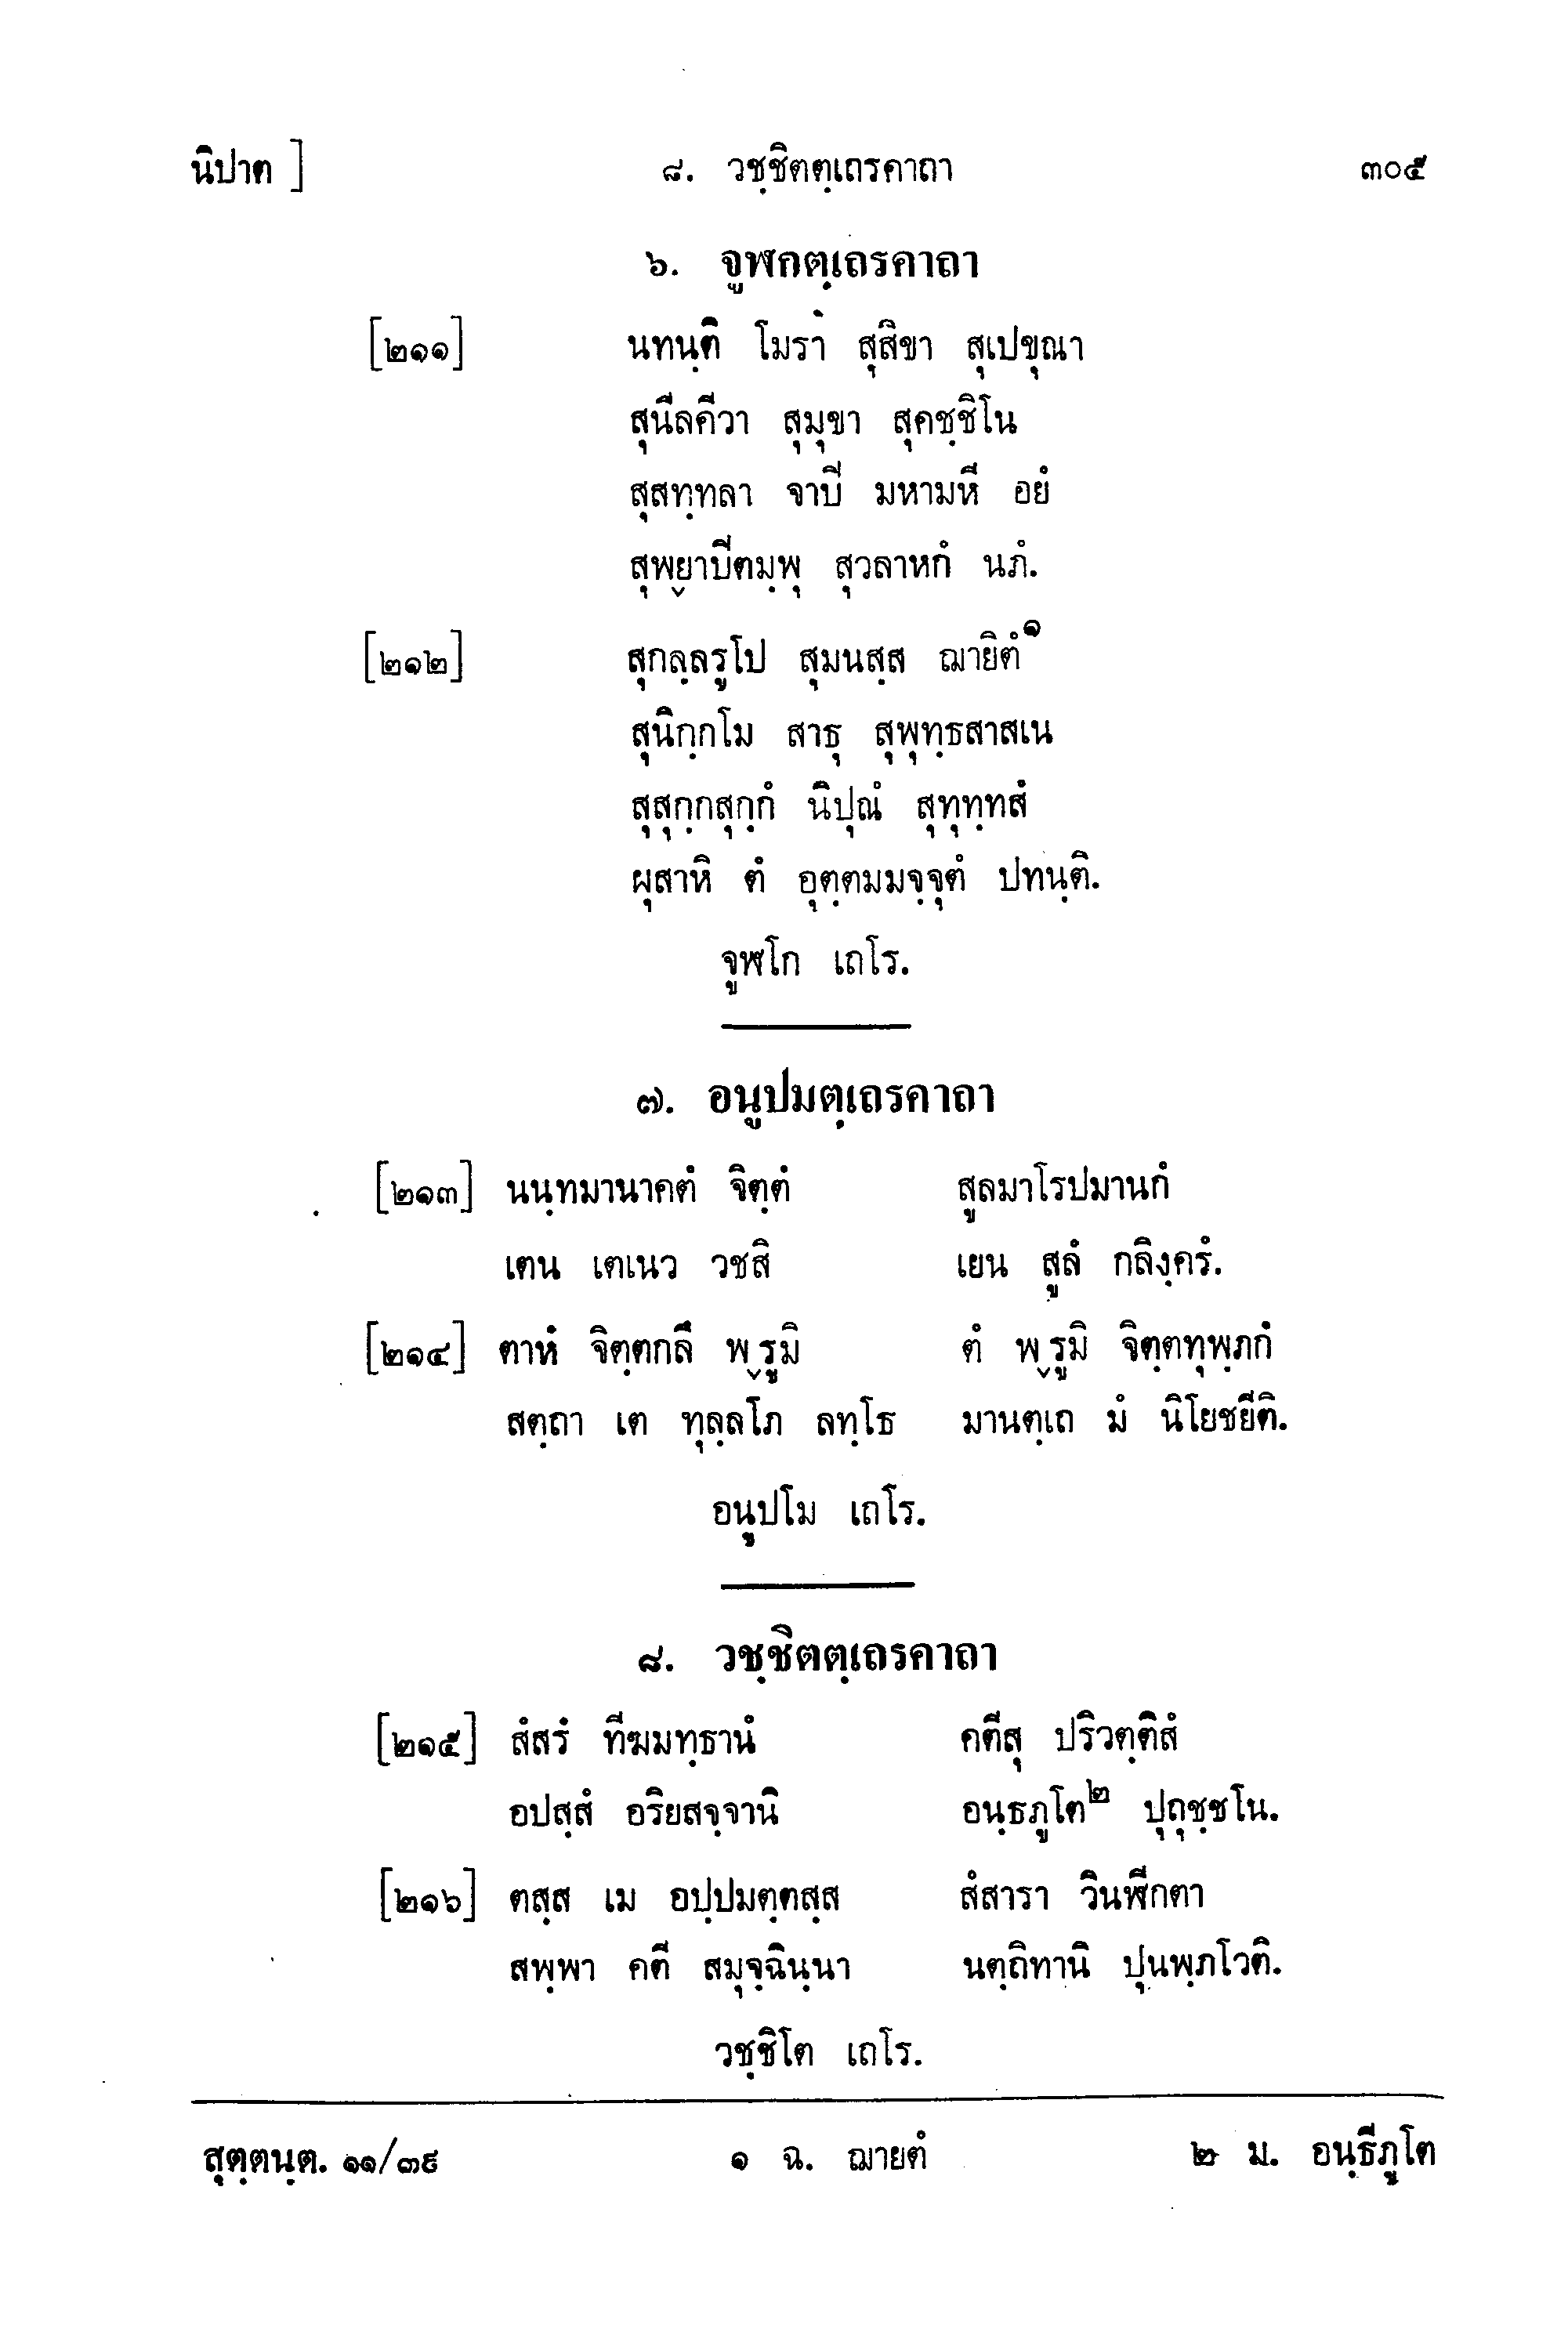 นิปาต ] ๘. วชฺชิตตฺเถรคาถา ๓๐๕
๖. จูฬกตฺเถรคาถา
[๒๑๑] นทนฺติ โมรา สุสิขา สุเปขุณา
สุนีลคีวา สุมุขา สุคชฺชิโน
สุสทฺทลา จาปิ มหามหี อยํ
สุพฺยาปิตมฺพุ สุวลาหกํ นภํ.
[๒๑๒] สุกลฺลรูโป สุมนสฺส ฌายิตํ๑
สุนิกฺกโม สาธุ สุพุทฺธสาสเน
สุสุกฺกสุกฺกํ นิปุณํ สุทุทฺทสํ
ผุสาหิ ตํ อุตฺตมมจฺจุตํ ปทนฺติ.
จูฬโก เถโร.
๗. อนูปมตฺเถรคาถา
[๒๑๓] นนฺทมานาคตํ จิตฺตํ สูลมาโรปมานกํ
เตน เตเนว วชสิ เยน สูลํ กลิงฺครํ.
[๒๑๔] ตาหํ จิตฺตกลึ พฺรูมิ ตํ พฺรูมิ จิตฺตทุพฺภกํ
สตฺถา เต ทุลฺลโภ ลทฺโธ มานตฺเถ มํ นิโยชยีติ.
อนูปโม เถโร.
๘. วชฺชิตตฺเถรคาถา
[๒๑๕] สํสรํ ทีฆมทฺธานํ คตีสุ ปริวตฺติสํ
อปสฺสํ อริยสจฺจานิ อนฺธภูโต๒ ปุถุชฺชโน.
[๒๑๖] ตสฺส เม อปฺปมตฺตสฺส สํสารา วินฬีกตา
สพฺพา คตี สมุจฺฉินฺนา นตฺถิทานิ ปุนพฺภโวติ.
วชฺชิโต เถโร.
สุตฺตนฺต. ๑๑/๓๙ ๑ ฉ. ฌายตํ ๒ ม. อนฺธีภูโต